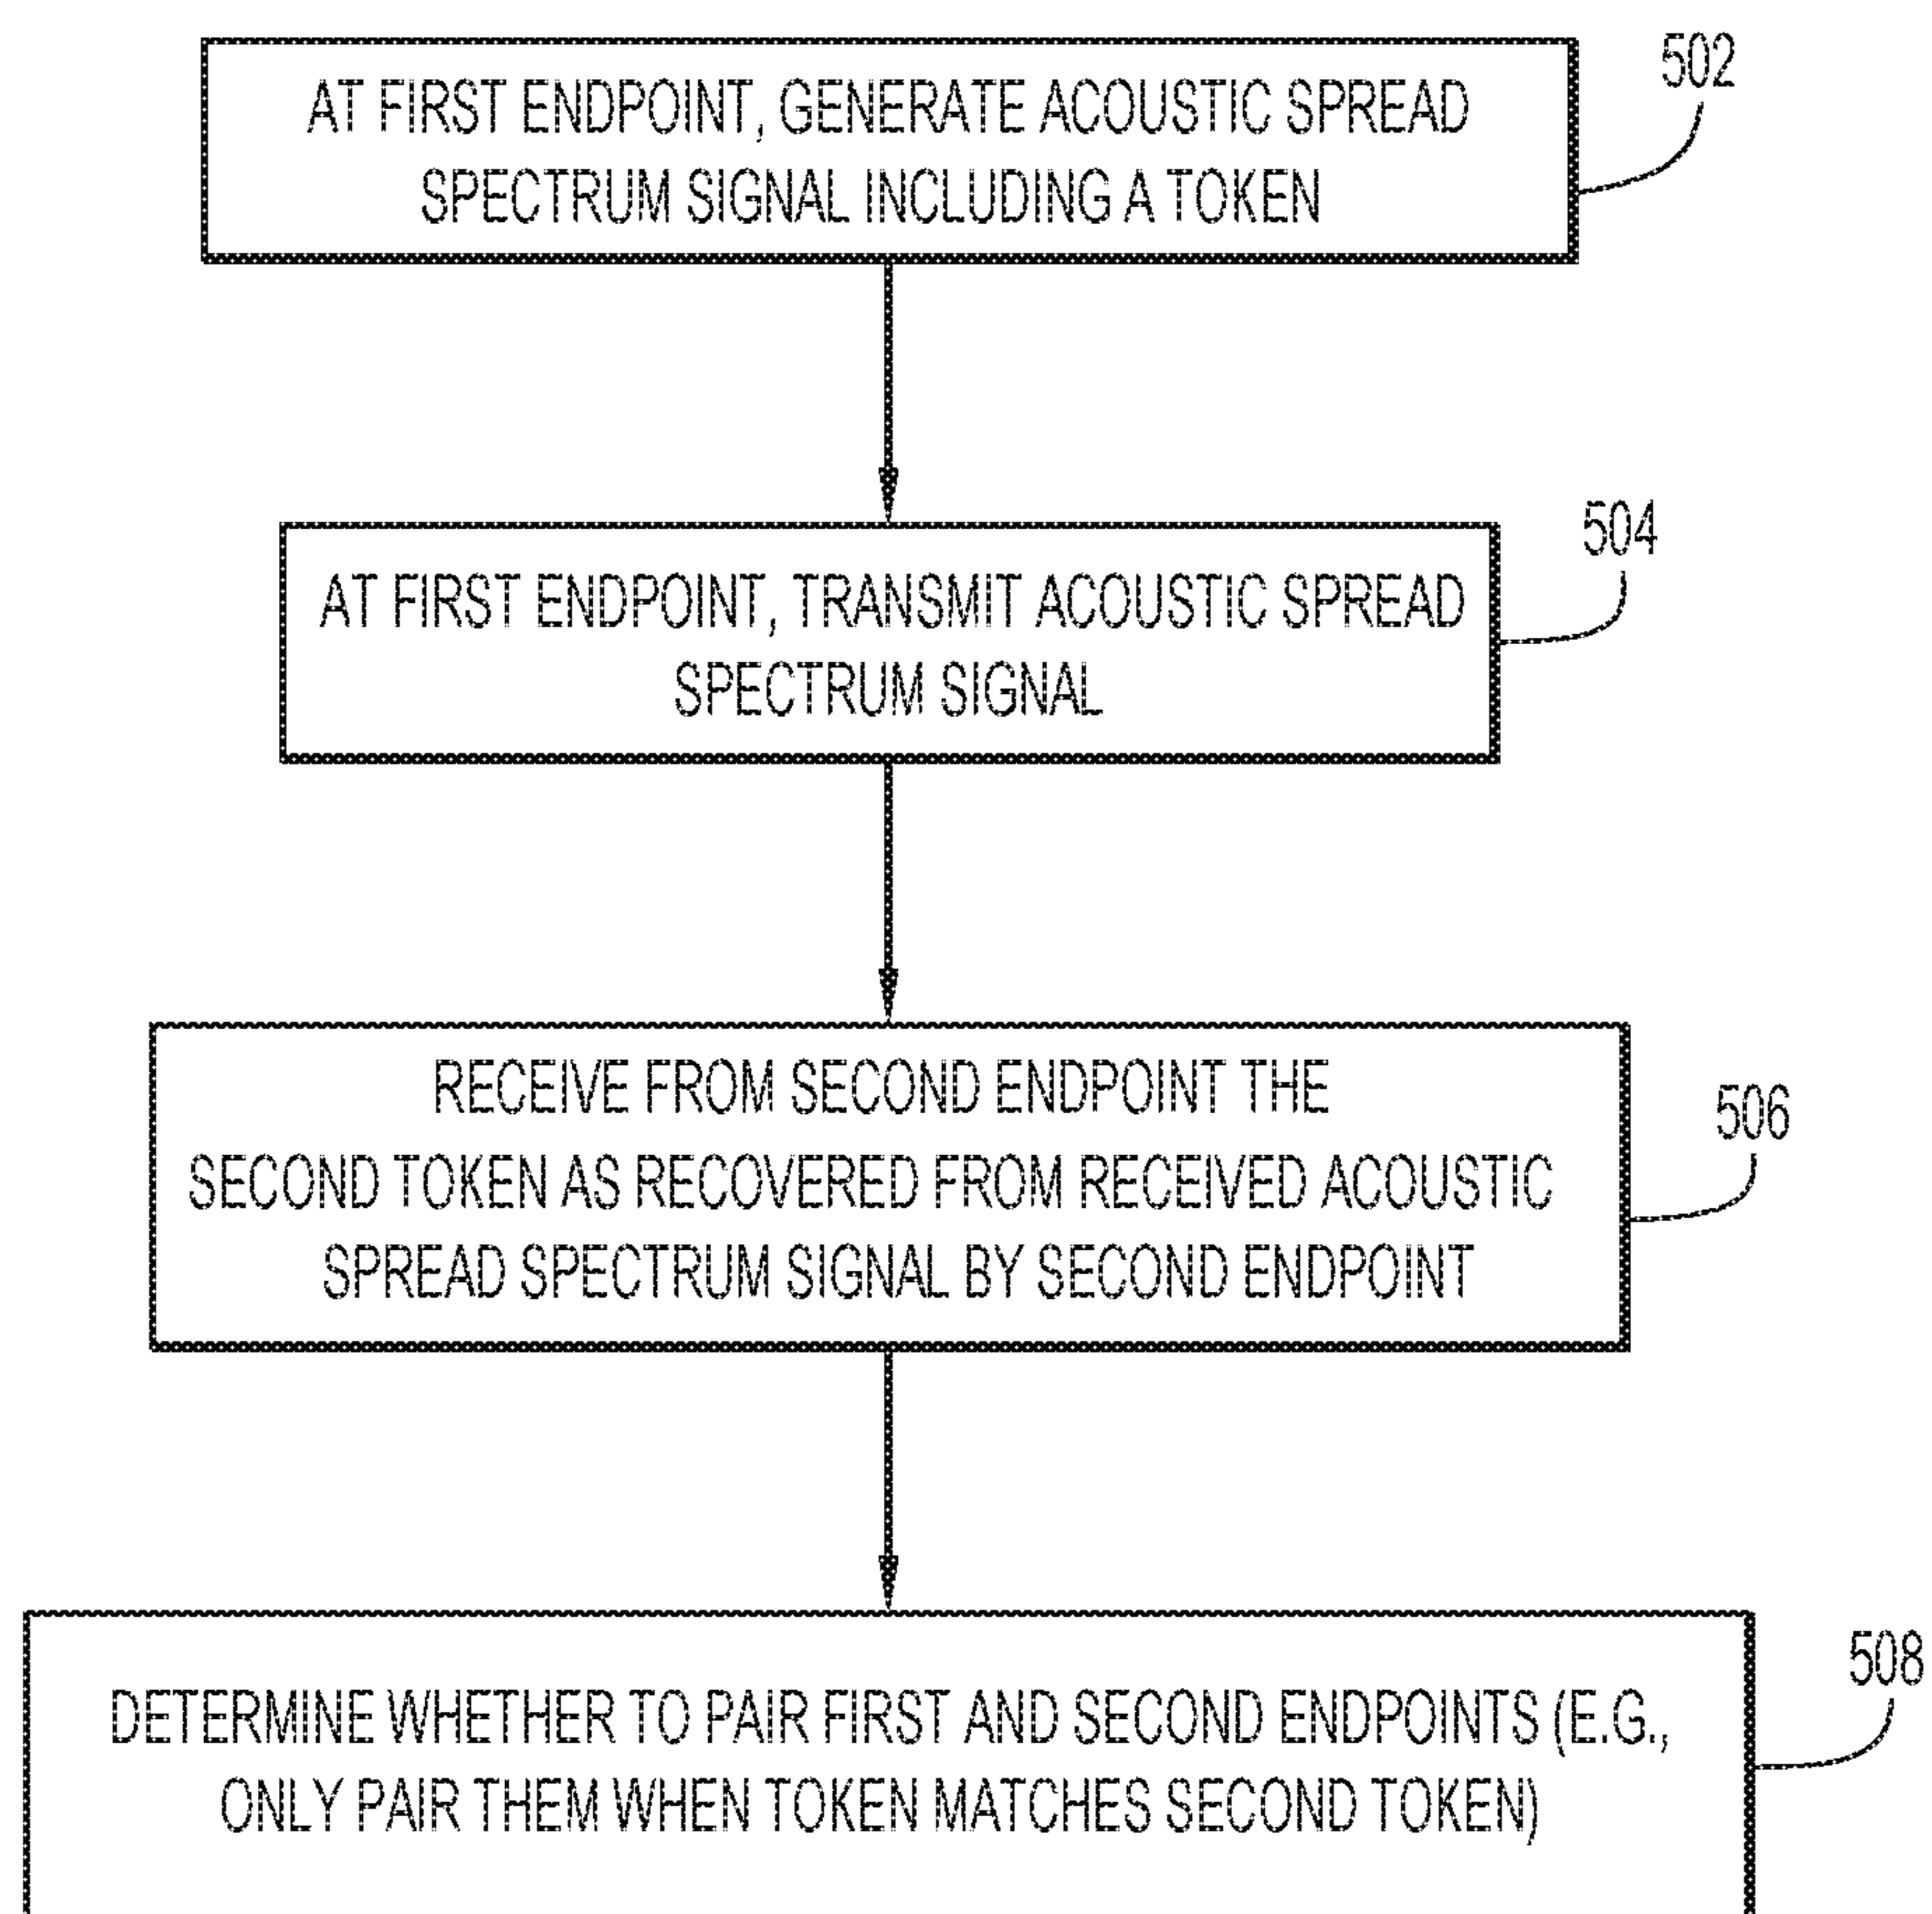 502
AT FIRST ENDPOINT, GENERATE ACOUSTIC SPREAD
SPECTRUM SIGNAL INCLUDING A TOKEN
504
AT FIRST ENDPOINT, TRANSMIT ACOUSTIC SPREAD
SPECTRUM SIGNAL
506
RECEIVE FROM SECOND ENDPOINT THE
SECOND TOKEN AS RECOVERED FROM RECEIVED ACOUSTIC
SPREAD SPECTRUM SIGNAL BY SECOND ENDPOINT
508
DETERMINE WHETHER TO PAIR FIRST AND SECOND ENDPOINTS (E.G.,
ONLY PAIR THEM WHEN TOKEN MATCHES SECOND TOKEN)